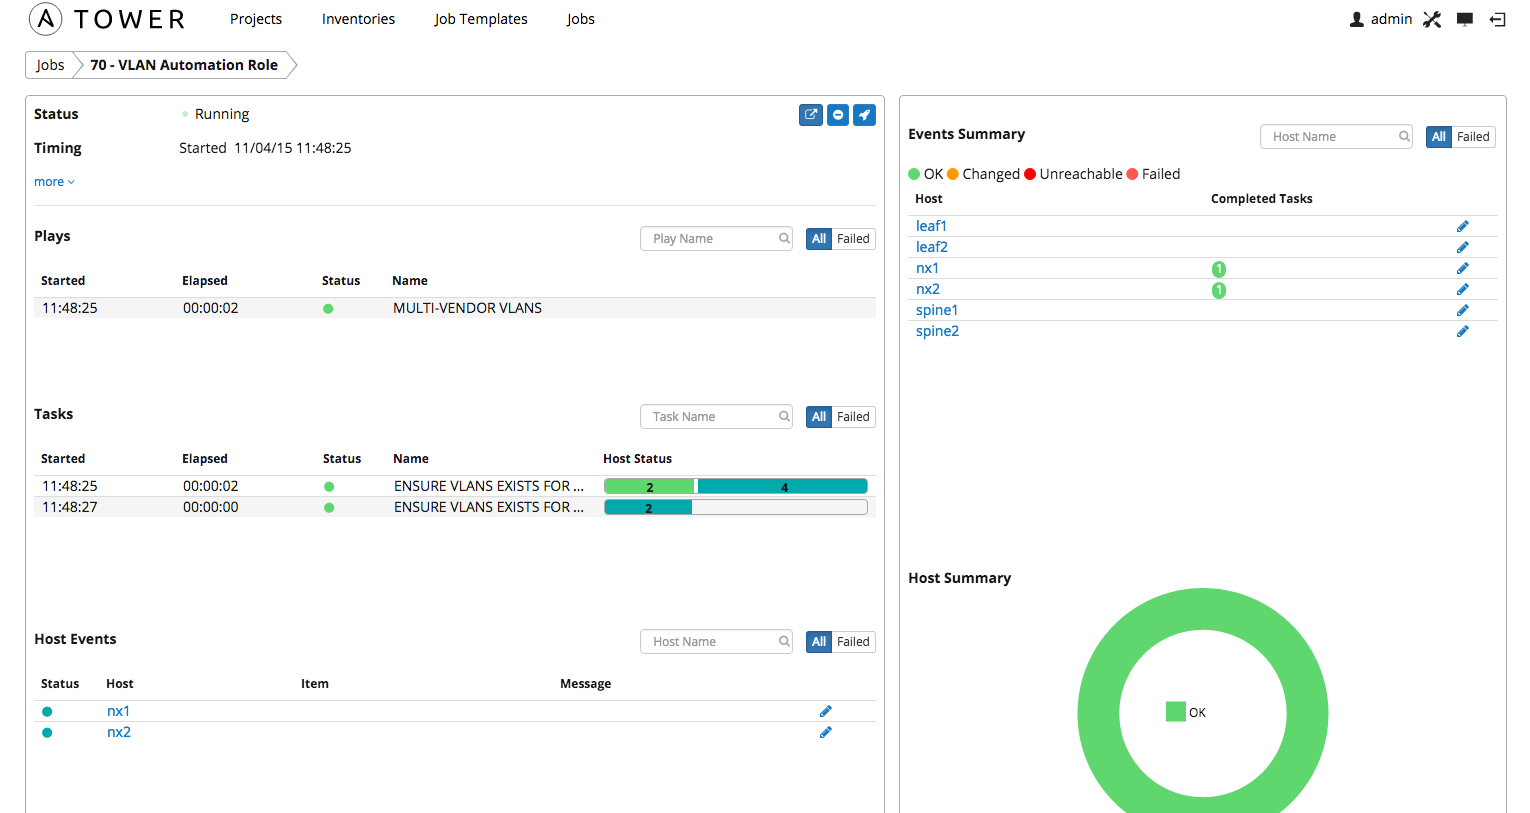 TOWER Projects Inventories Job Templates Jobs admin
Jobs 70 - VLAN Automation Role
Status Running
Timing Started 11/04/15 11:48:25
more
Plays Play Name All Failed
Started Elapsed Status Name
11:48:25 00:00:02 MULTI-VENDOR VLANS
Tasks Task Name All Failed
Started Elapsed Status Name Host Status
11:48:25 00:00:02 ENSURE VLANS EXISTS FOR ... 2 4
11:48:27 00:00:00 ENSURE VLANS EXISTS FOR ... 2
Host Events Host Name All Failed
Status Host Item Message
nx1
nx2
Events Summary Host Name All Failed
OK Changed Unreachable Failed
Host Completed Tasks
leaf1
leaf2
nx1 1
nx2 1
spine1
spine2
Host Summary
OK